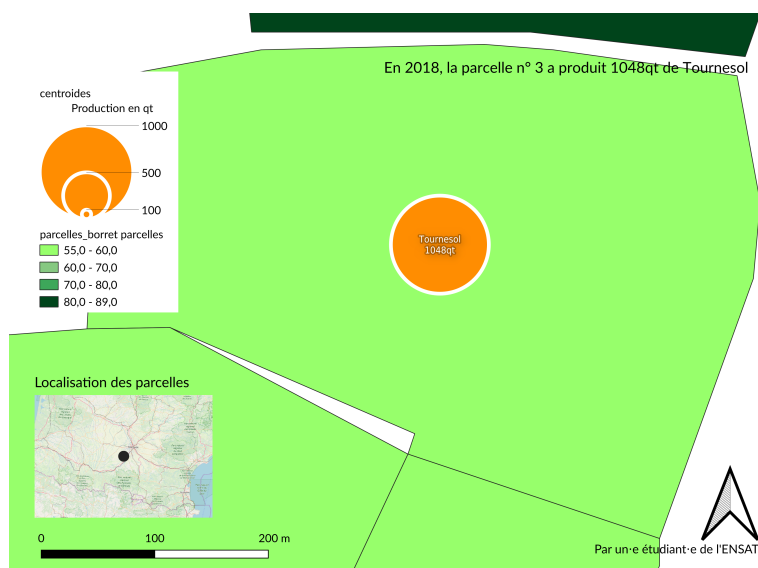 En 2018, la parcelle n° 3 a produit 1048qt de Tournesol
centroides
Production en qt
1000
500
100
parcelles_borret parcelles
55,0 - 60,0
60,0 - 70,0
70,0 - 80,0
80,0 - 89,0
Tournesol
1048qt
Localisation des parcelles
0 100 200 m
Par un·e étudiant·e de l'ENSAT